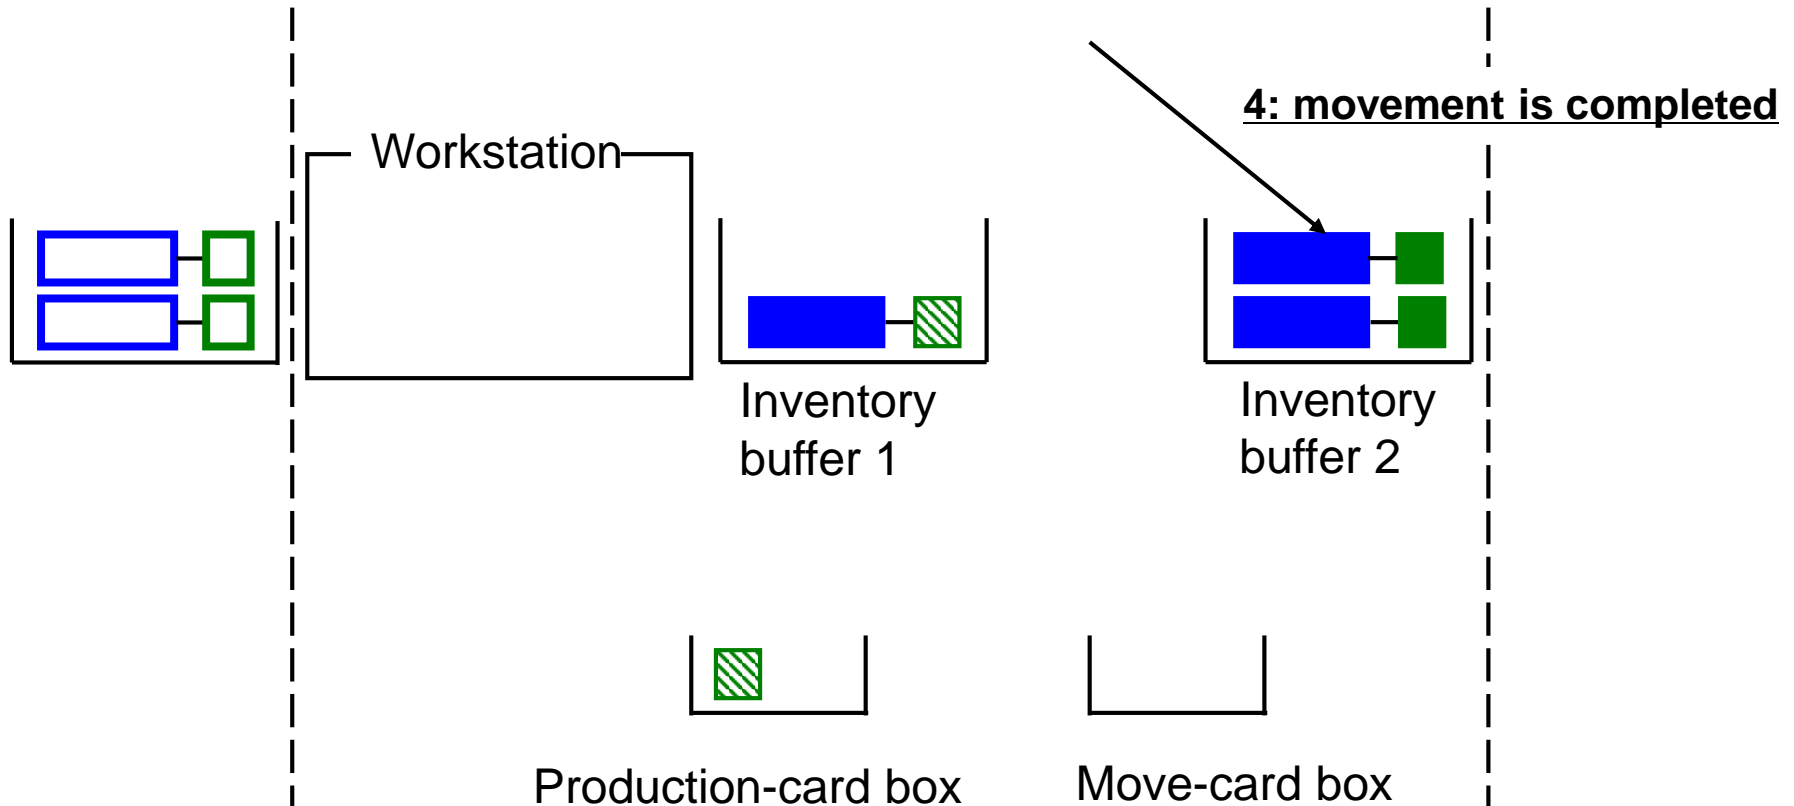 4: movement is completed
Workstation
Inventory
buffer 1
Inventory
buffer 2
Production-card box
Move-card box